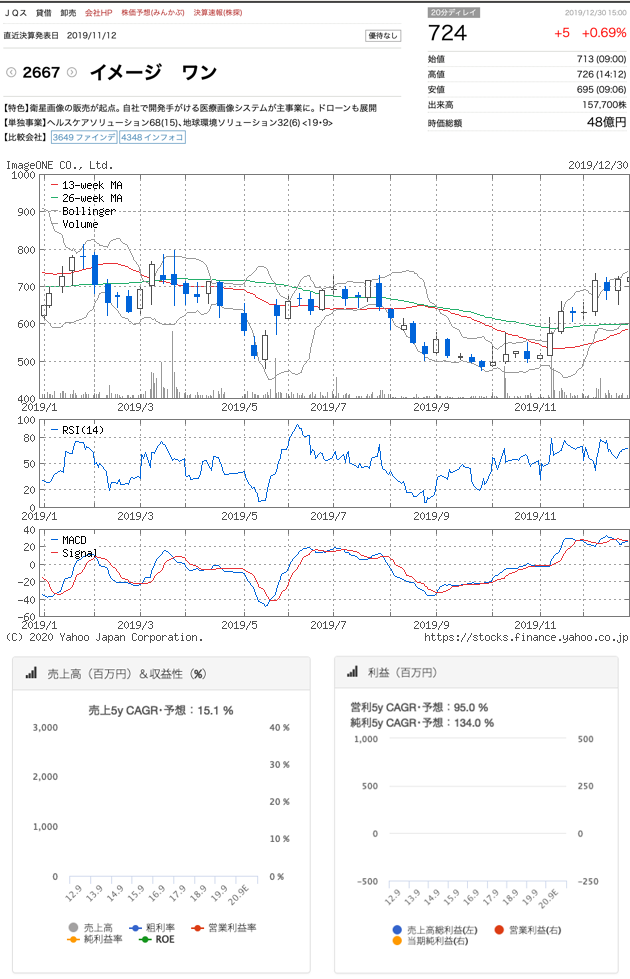 JQS 貸借 卸売 会社HP 株価予想(みんかぶ) 決算速報(株探)
直近決算発表日 2019/11/12 優待なし
2667 イメージ ワン
【特色】衛星画像の販売が起点。自社で開発手がける医療画像システムが主事業に。ドローンも展開
【単独事業】ヘルスケアソリューション68(15)、地球環境ソリューション32(6) <19・9>
【比較会社】 3649 ファインデ 4348 インフォコ
20分ディレイ 2019/12/30 15:00
724 +5 +0.69%
始値 713 (09:00)
高値 726 (14:12)
安値 695 (09:06)
出来高 157,700株
時価総額 48億円
ImageONE CO., Ltd. 2019/12/30
1000
900
800
700
600
500
400
13-week MA
26-week MA
Bollinger
Volume
2019/1 2019/3 2019/5 2019/7 2019/9 2019/11
100
80
50
20
0
RSI(14)
2019/1 2019/3 2019/5 2019/7 2019/9 2019/11
40
20
0
-20
-40
-60
MACD
Signal
2019/1 2019/3 2019/5 2019/7 2019/9 2019/11
(C) 2020 Yahoo Japan Corporation. https://stocks.finance.yahoo.co.jp
売上高（百万円）＆収益性（%）
売上5y CAGR・予想：15.1 %
3,000 40 %
30 %
2,000
20 %
1,000
10 %
0 0 %
12.9 13.9 14.9 15.9 16.9 17.9 18.9 19.9 20.9E
売上高 粗利率 営業利益率
純利益率 ROE
利益（百万円）
営利5y CAGR・予想：95.0 %
純利5y CAGR・予想：134.0 %
1,000 500
500 250
0 0
-500 -250
12.9 13.9 14.9 15.9 16.9 17.9 18.9 19.9 20.9E
売上高総利益(左) 営業利益(右)
当期純利益(右)